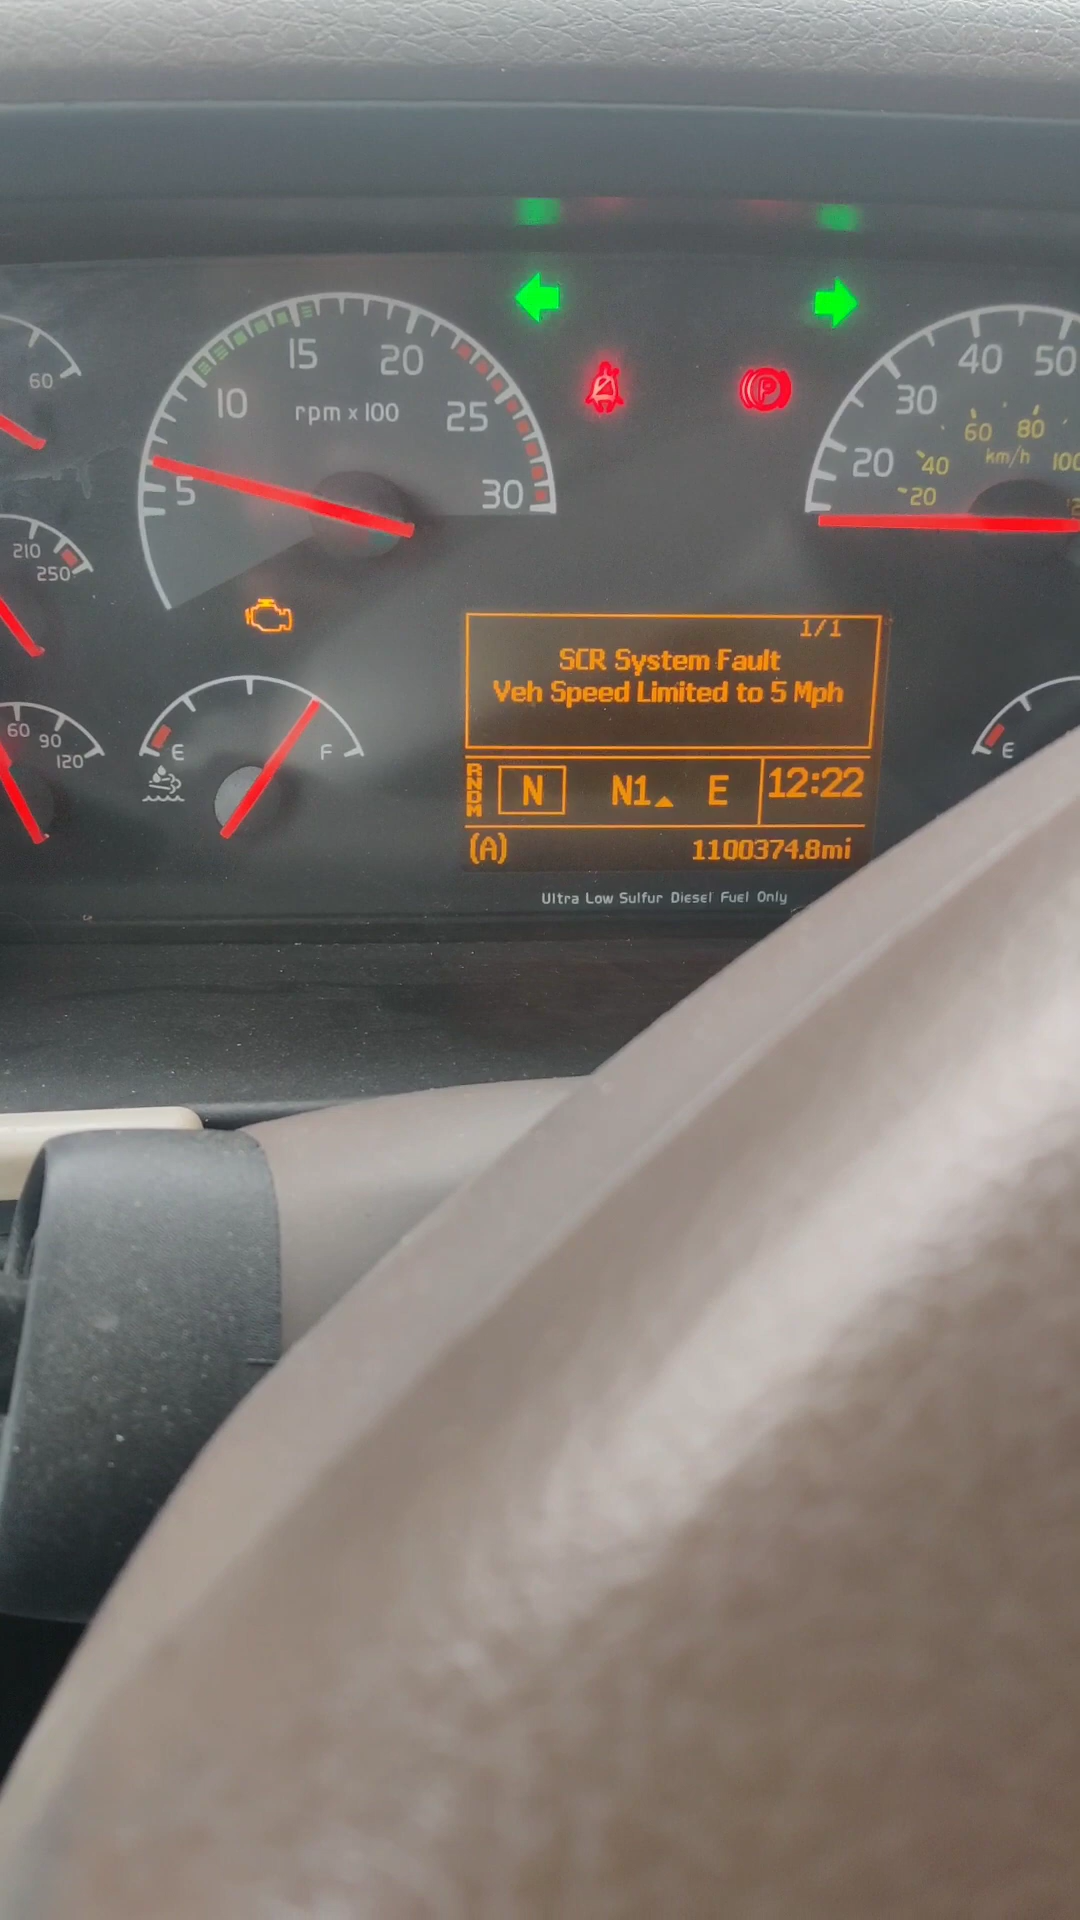 60
15
20
10
rpm x 100
25
5
30
40
50
30
20
60
80
40
km/h
100
20
210
250
1/1
SCR System Fault
Veh Speed Limited to 5 Mph
60
90
120
E
F
E
R
N
D
M
N
N1
E
12:22
(A)
1100374.8mi
P
Ultra Low Sulfur Diesel Fuel Only